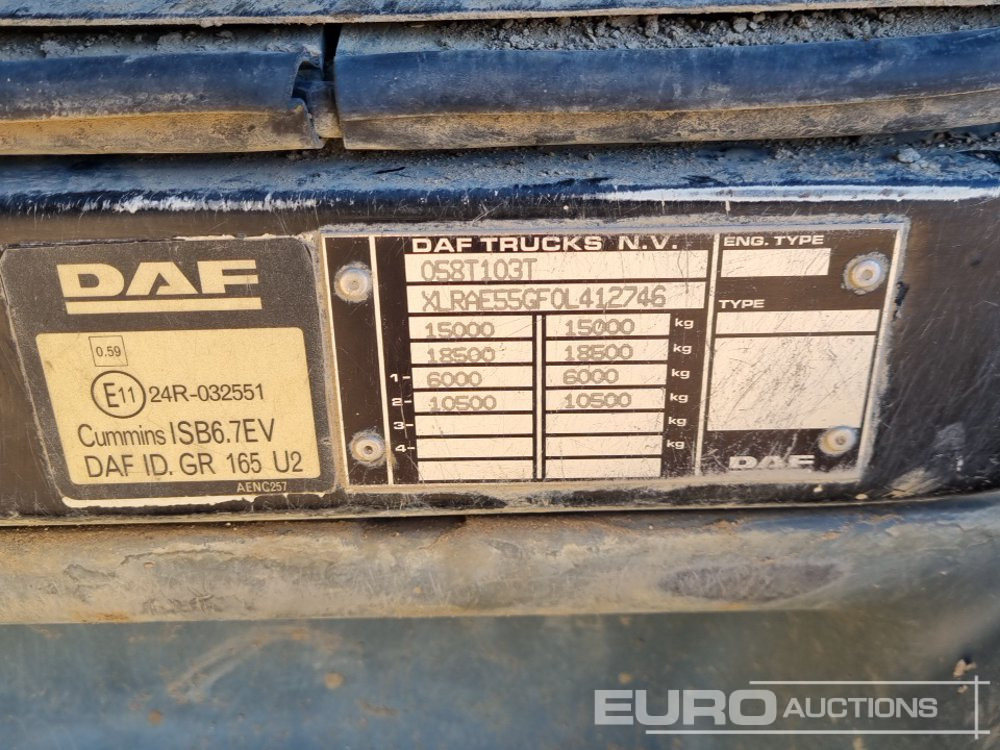 DAF
0.59
E11 24R-032551
Cummins ISB6.7EV
DAF ID. GR 165 U2
AENC257
DAF TRUCKS N.V.
058T103T
XLRAE55GF0L412746
15000 15000 kg
18500 18500 kg
1- 6000 6000 kg
2- 10500 10500 kg
3- kg
4- kg
ENG. TYPE
TYPE
DAF
EURO AUCTIONS